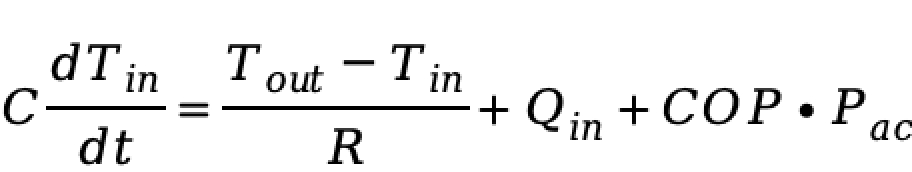 C dT_in/dt = (T_out − T_in)/R + Q_in + COP • P_ac